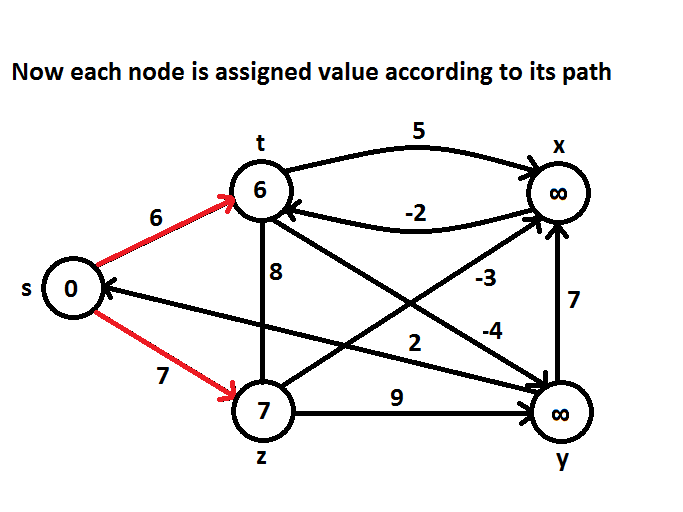 Now each node is assigned value according to its path
5
t
x
6
∞
6
-2
8
-3
s
0
7
-4
2
7
9
7
∞
z
y